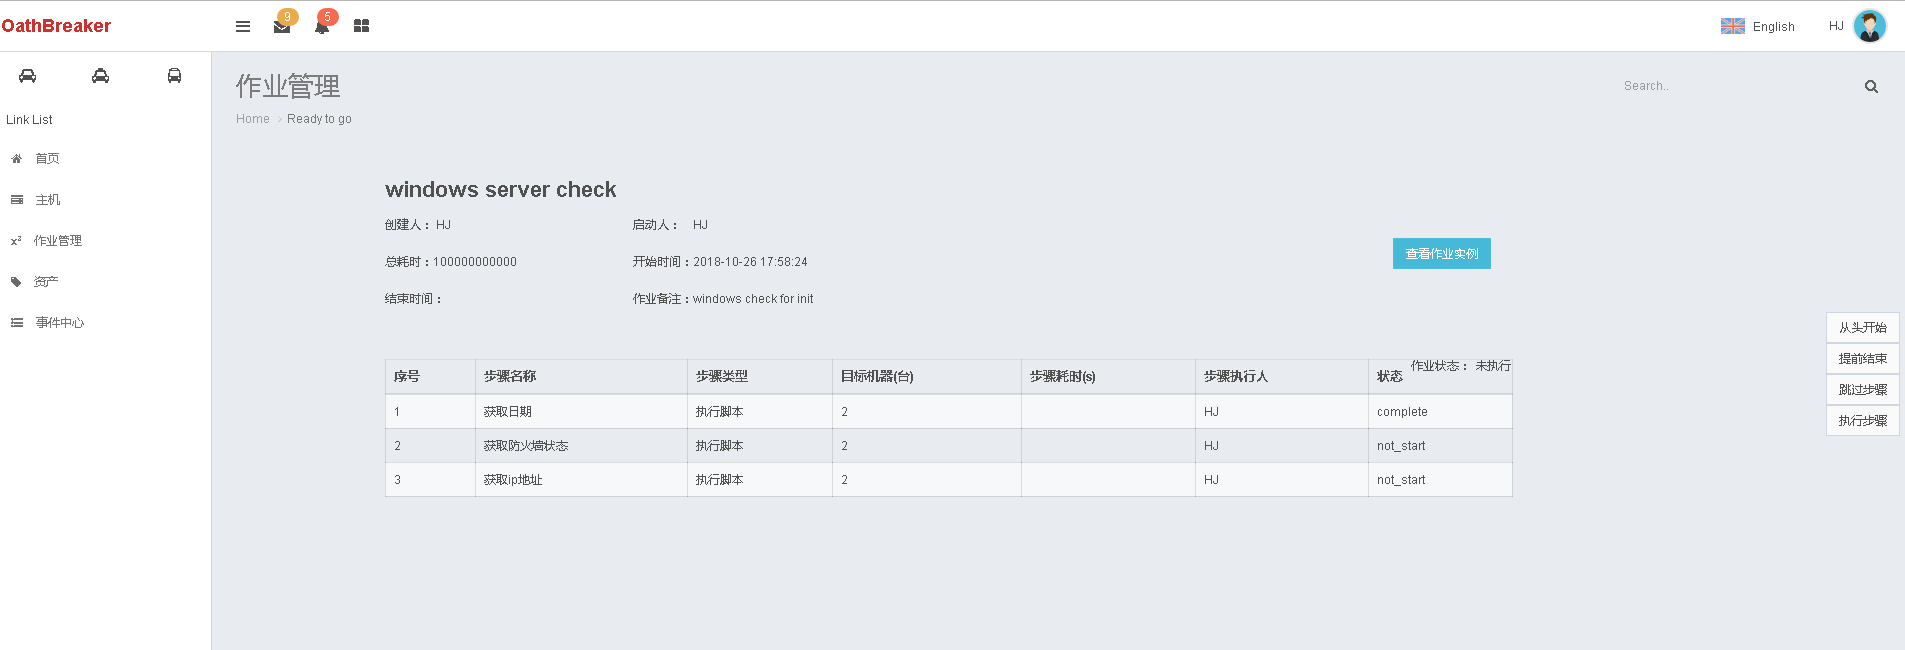 OathBreaker
9
5
English
HJ
作业管理
Search..
Home > Ready to go
Link List
首页
主机
x² 作业管理
资产
事件中心
windows server check
创建人： HJ
启动人： HJ
总耗时：100000000000
开始时间：2018-10-26 17:58:24
结束时间：
作业备注：windows check for init
查看作业实例
从头开始
提前结束
跳过步骤
执行步骤
作业状态： 未执行
序号 步骤名称 步骤类型 目标机器(台) 步骤耗时(s) 步骤执行人 状态
1 获取日期 执行脚本 2 HJ complete
2 获取防火墙状态 执行脚本 2 HJ not_start
3 获取ip地址 执行脚本 2 HJ not_start